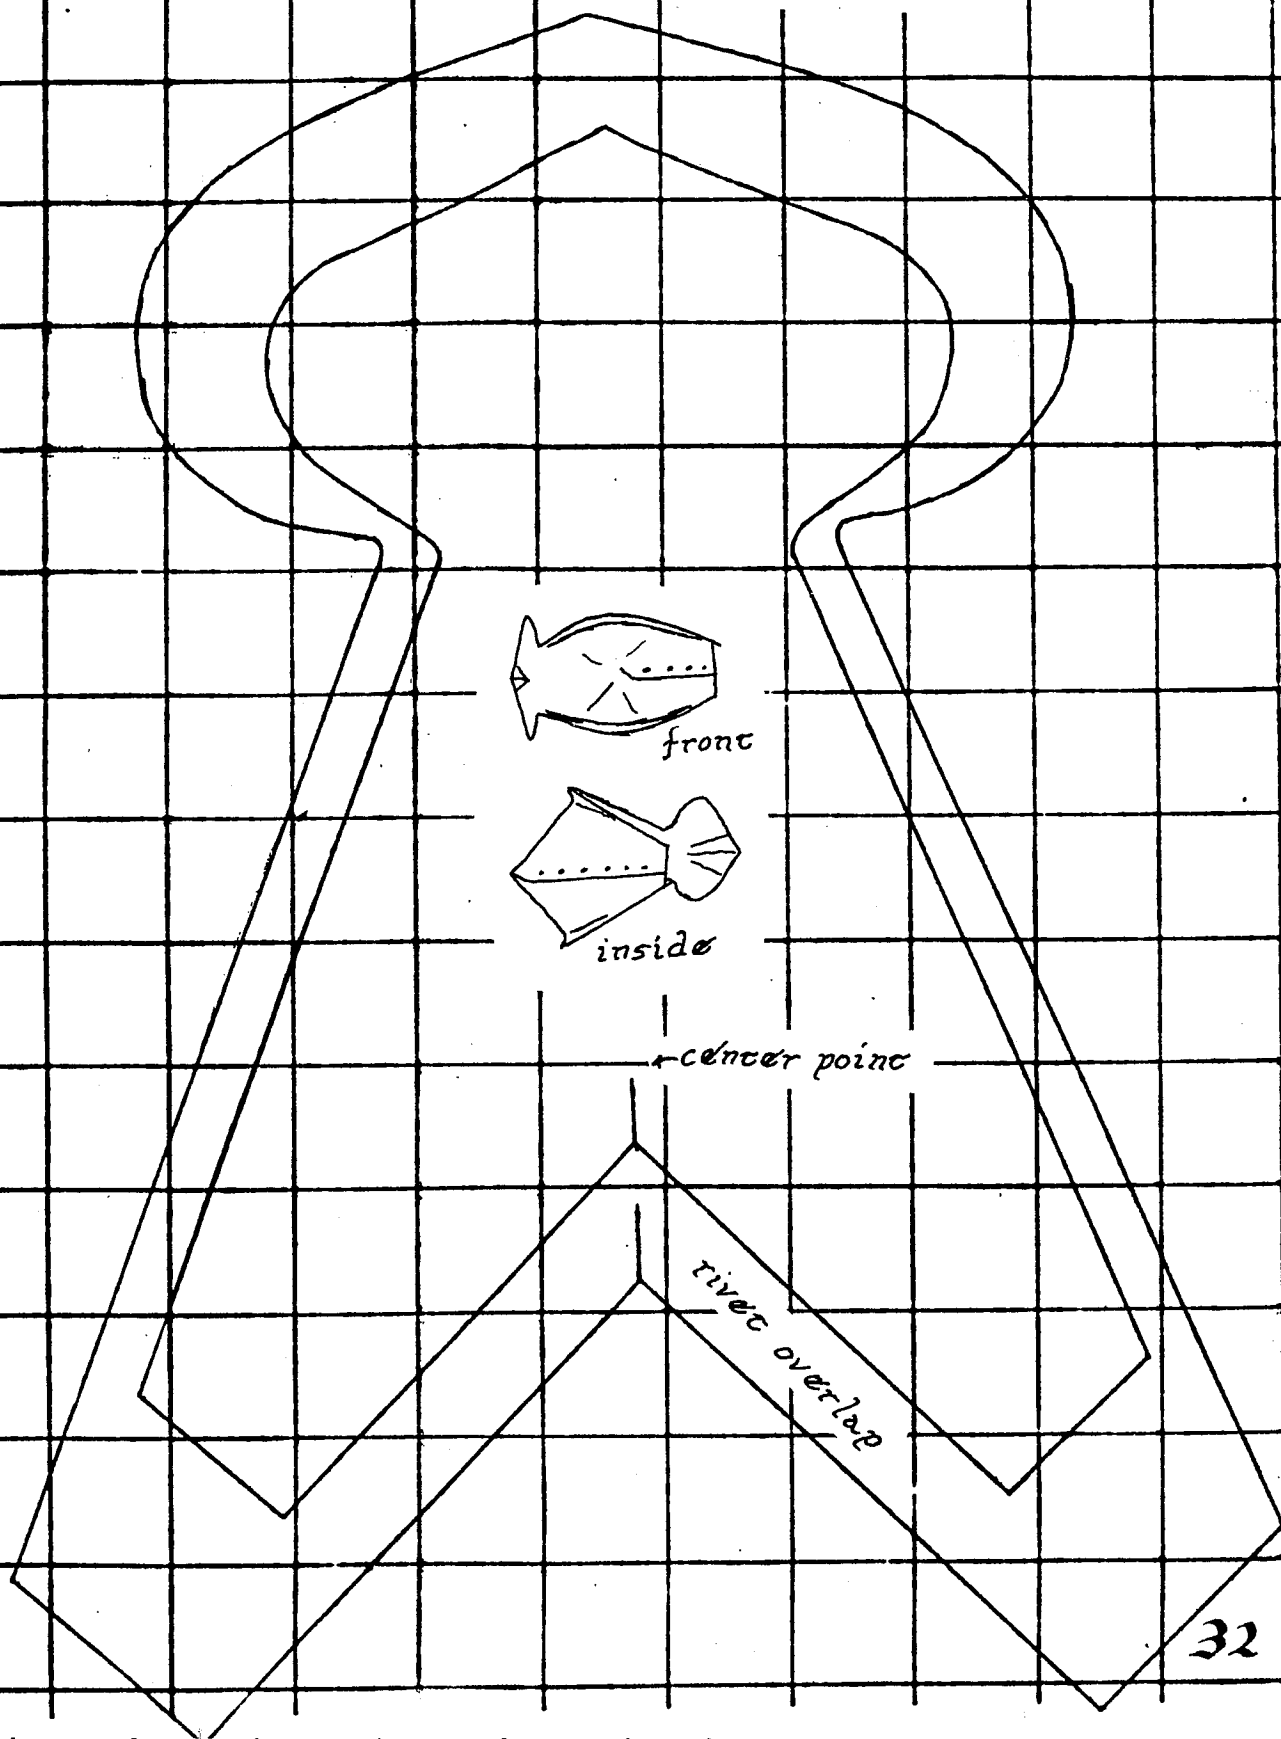 front
inside
center point
rivet overlap
32